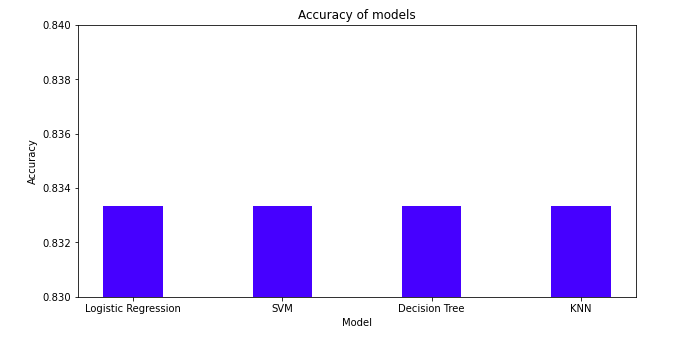 Accuracy of models
0.840
0.838
0.836
0.834
0.832
0.830
Accuracy
Logistic Regression SVM Decision Tree KNN
Model